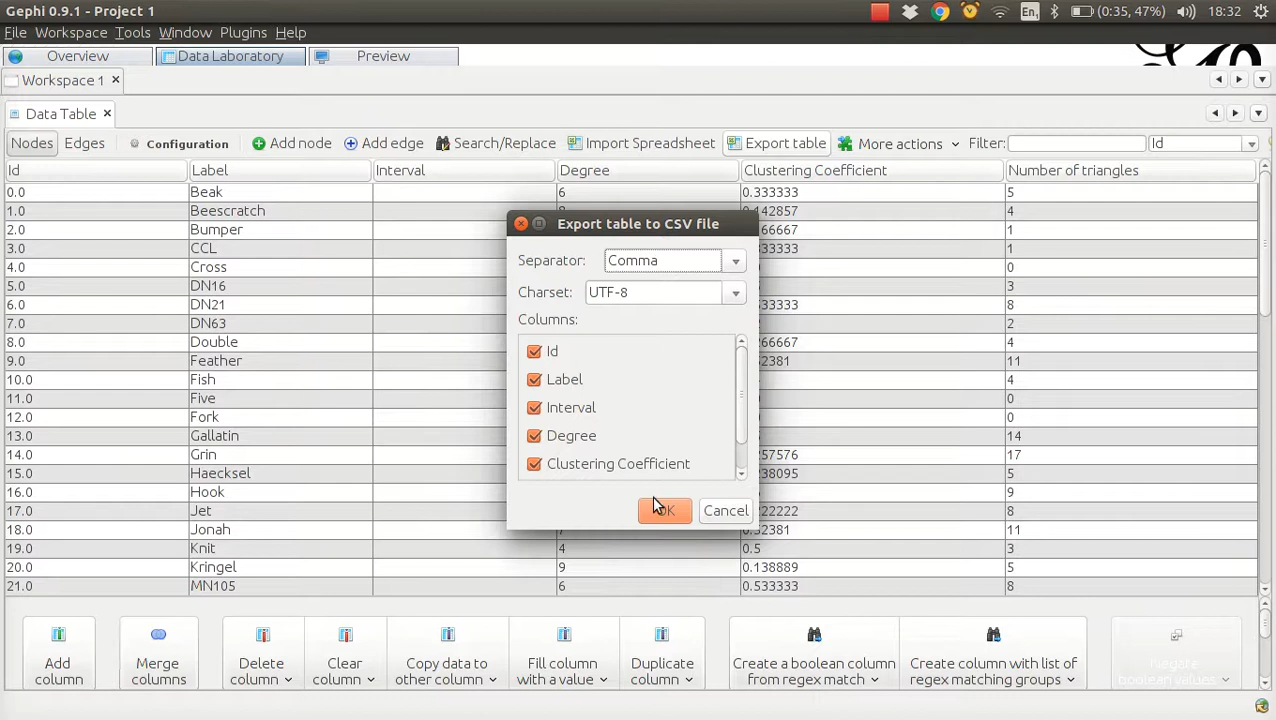 Gephi 0.9.1 - Project 1
En1
(0:35, 47%)
18:32
File Workspace Tools Window Plugins Help
Overview Data Laboratory Preview
Workspace 1
Data Table
Nodes Edges Configuration Add node Add edge Search/Replace Import Spreadsheet Export table More actions Filter: Id
Id Label Interval Degree Clustering Coefficient Number of triangles
0.0 Beak 6 0.333333 5
1.0 Beescratch 4
2.0 Bumper 1
3.0 CCL 1
4.0 Cross 0
5.0 DN16 3
6.0 DN21 8
7.0 DN63 2
8.0 Double 4
9.0 Feather 11
10.0 Fish 4
11.0 Five 0
12.0 Fork 0
13.0 Gallatin 14
14.0 Grin 17
15.0 Haecksel 5
16.0 Hook 9
17.0 Jet 8
18.0 Jonah 11
19.0 Knit 4 0.5 3
20.0 Kringel 9 0.138889 5
21.0 MN105 6 0.533333 8
Export table to CSV file
Separator: Comma
Charset: UTF-8
Columns:
Id
Label
Interval
Degree
Clustering Coefficient
OK Cancel
Add column
Merge columns
Delete column
Clear column
Copy data to other column
Fill column with a value
Duplicate column
Create a boolean column from regex match
Create column with list of regex matching groups
Negate boolean values